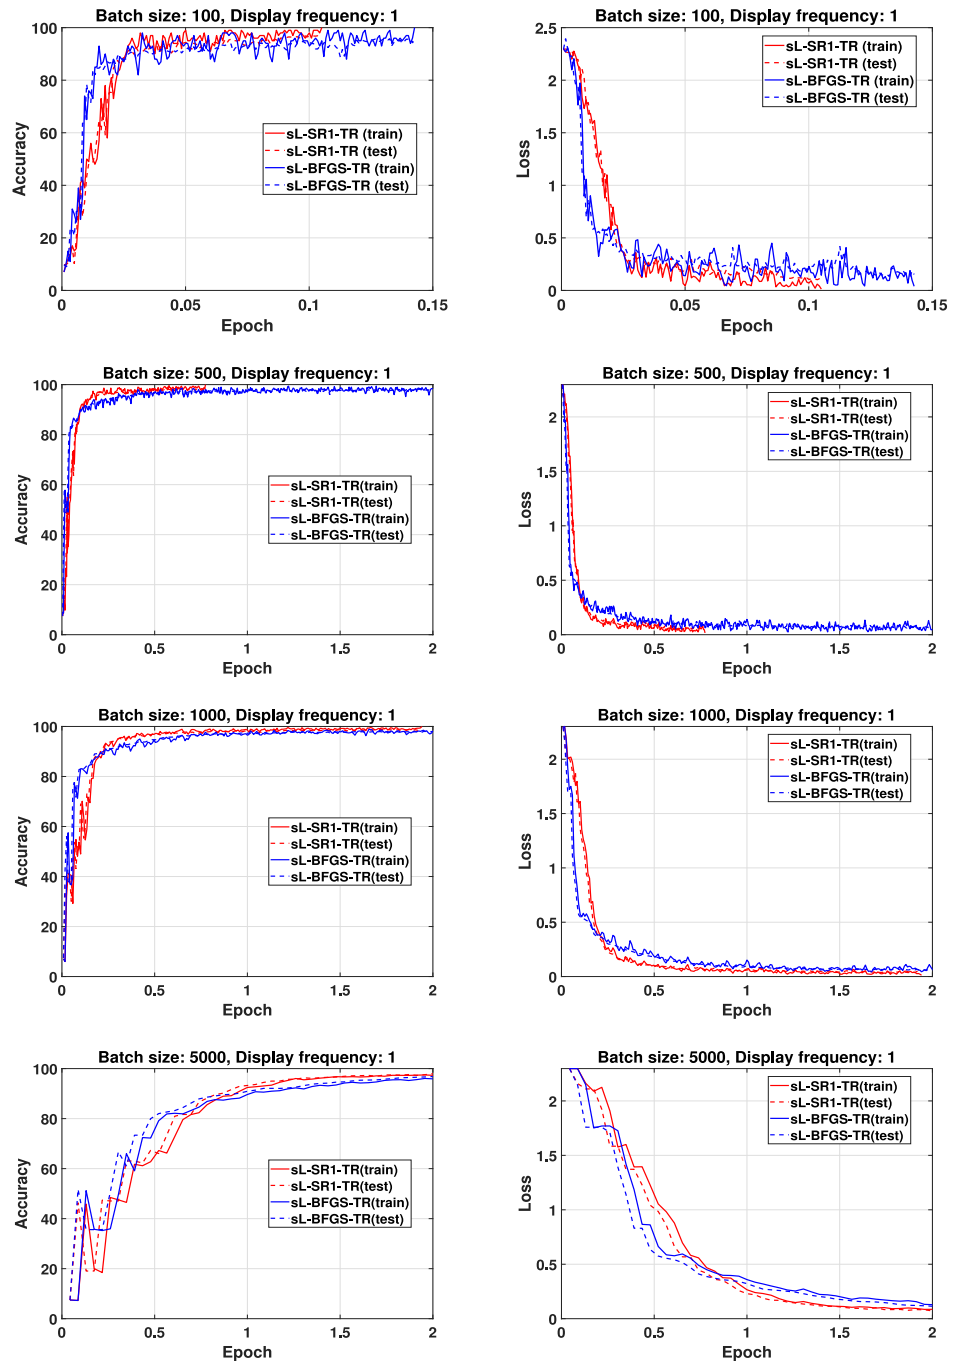 Batch size: 100, Display frequency: 1
100
80
60
40
20
0
Accuracy
sL-SR1-TR (train)
sL-SR1-TR (test)
sL-BFGS-TR (train)
sL-BFGS-TR (test)
0
0.05
0.1
0.15
Epoch
Batch size: 100, Display frequency: 1
2.5
2
1.5
1
0.5
0
Loss
sL-SR1-TR (train)
sL-SR1-TR (test)
sL-BFGS-TR (train)
sL-BFGS-TR (test)
0
0.05
0.1
0.15
Epoch
Batch size: 500, Display frequency: 1
100
80
60
40
20
0
Accuracy
sL-SR1-TR(train)
sL-SR1-TR(test)
sL-BFGS-TR(train)
sL-BFGS-TR(test)
0
0.5
1
1.5
2
Epoch
Batch size: 500, Display frequency: 1
2
1.5
1
0.5
0
Loss
sL-SR1-TR(train)
sL-SR1-TR(test)
sL-BFGS-TR(train)
sL-BFGS-TR(test)
0
0.5
1
1.5
2
Epoch
Batch size: 1000, Display frequency: 1
100
80
60
40
20
0
Accuracy
sL-SR1-TR(train)
sL-SR1-TR(test)
sL-BFGS-TR(train)
sL-BFGS-TR(test)
0
0.5
1
1.5
2
Epoch
Batch size: 1000, Display frequency: 1
2
1.5
1
0.5
0
Loss
sL-SR1-TR(train)
sL-SR1-TR(test)
sL-BFGS-TR(train)
sL-BFGS-TR(test)
0
0.5
1
1.5
2
Epoch
Batch size: 5000, Display frequency: 1
100
80
60
40
20
0
Accuracy
sL-SR1-TR(train)
sL-SR1-TR(test)
sL-BFGS-TR(train)
sL-BFGS-TR(test)
0
0.5
1
1.5
2
Epoch
Batch size: 5000, Display frequency: 1
2
1.5
1
0.5
0
Loss
sL-SR1-TR(train)
sL-SR1-TR(test)
sL-BFGS-TR(train)
sL-BFGS-TR(test)
0
0.5
1
1.5
2
Epoch